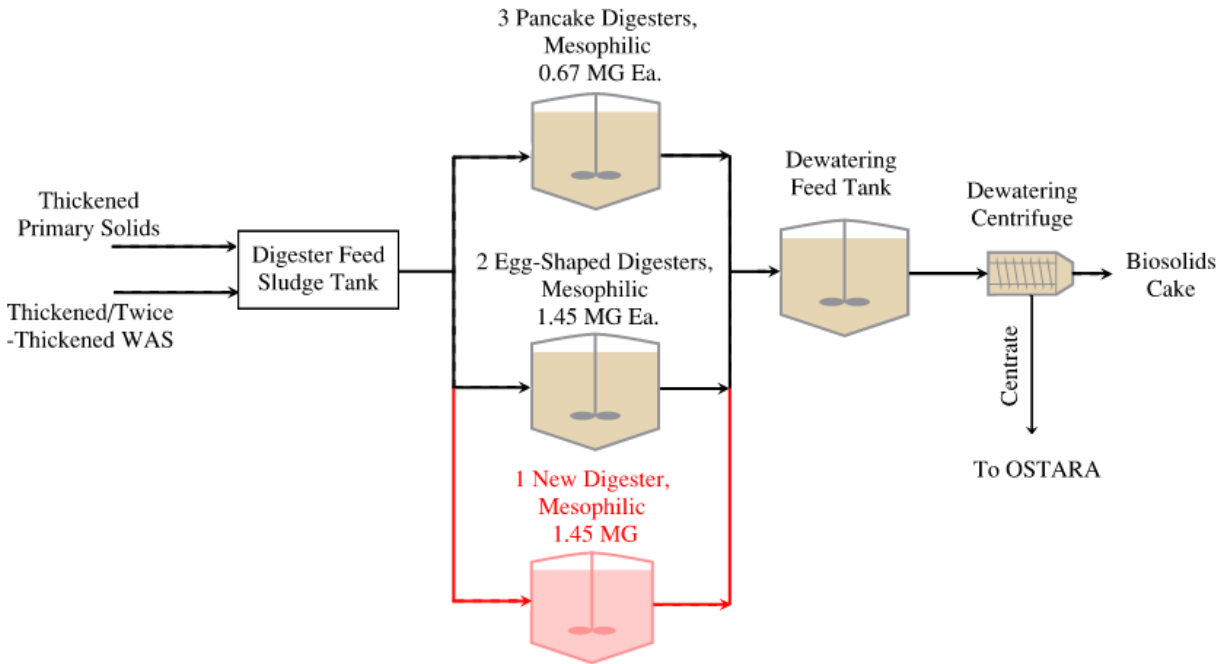 3 Pancake Digesters,
Mesophilic
0.67 MG Ea.
Thickened
Primary Solids
Digester Feed
Sludge Tank
Thickened/Twice
-Thickened WAS
2 Egg-Shaped Digesters,
Mesophilic
1.45 MG Ea.
1 New Digester,
Mesophilic
1.45 MG
Dewatering
Feed Tank
Dewatering
Centrifuge
Biosolids
Cake
Centrate
To OSTARA